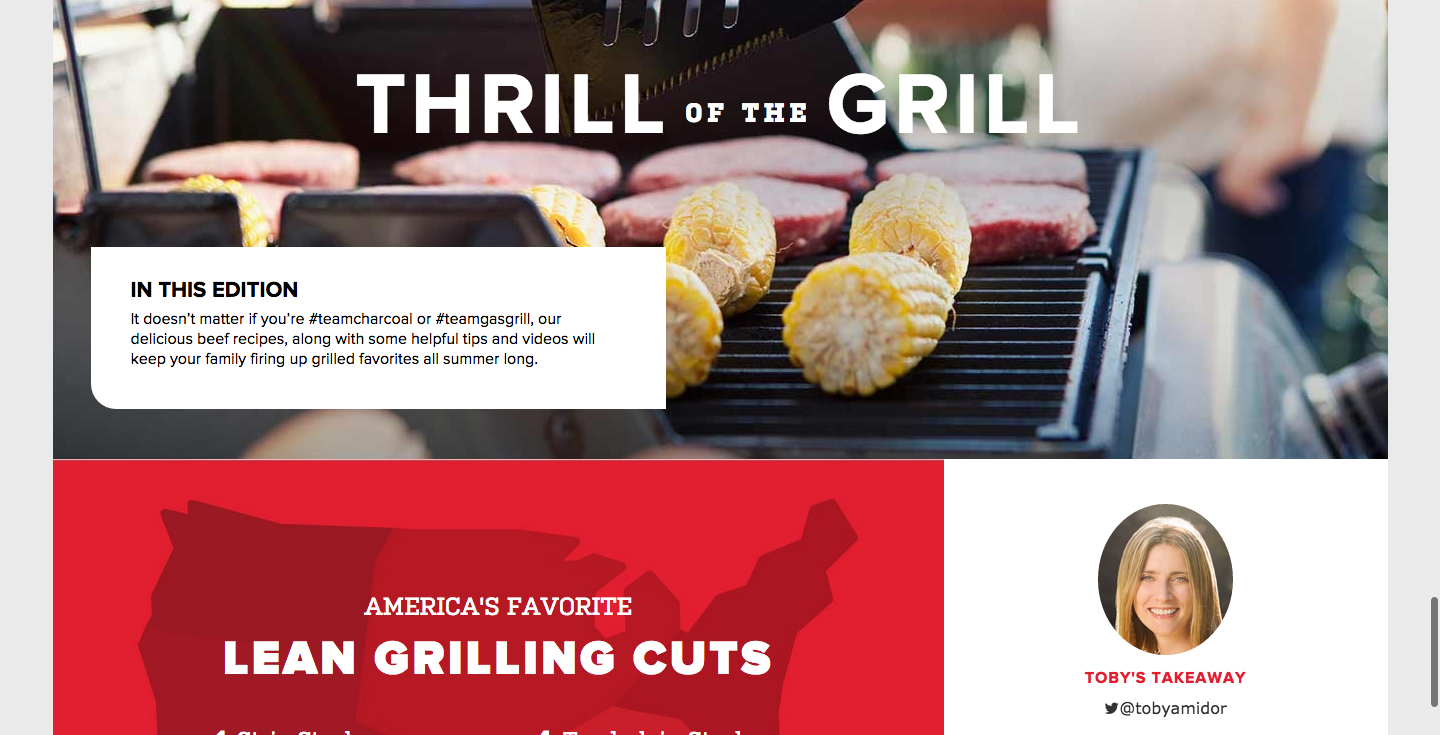 THRILL OF THE GRILL
IN THIS EDITION
It doesn't matter if you're #teamcharcoal or #teamgasgrill, our
delicious beef recipes, along with some helpful tips and videos will
keep your family firing up grilled favorites all summer long.
AMERICA'S FAVORITE
LEAN GRILLING CUTS
TOBY'S TAKEAWAY
@tobyamidor